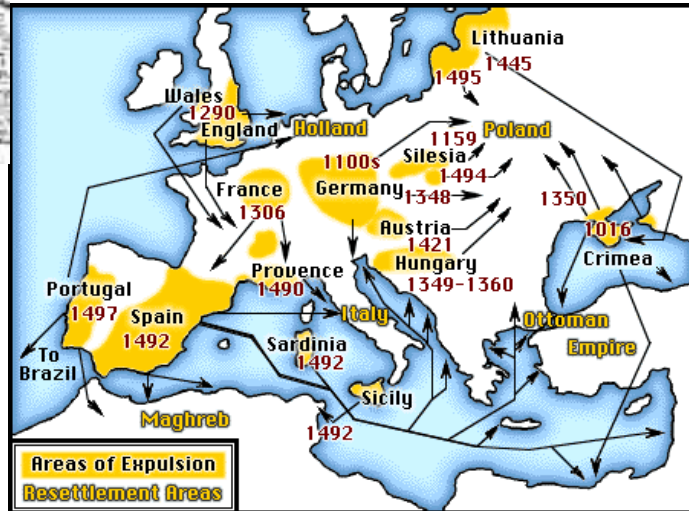 Lithuania
1445
1495
Wales
1290
England
Holland
1159
Poland
1100s
Silesia
1494
France
1306
Germany
1348
1350
Austria
1421
1016
Crimea
Hungary
1349-1360
Provence
1490
Portugal
1497
Spain
1492
Italy
Ottoman
Empire
To
Brazil
Sardinia
1492
Sicily
Maghreb
1492
Areas of Expulsion
Resettlement Areas